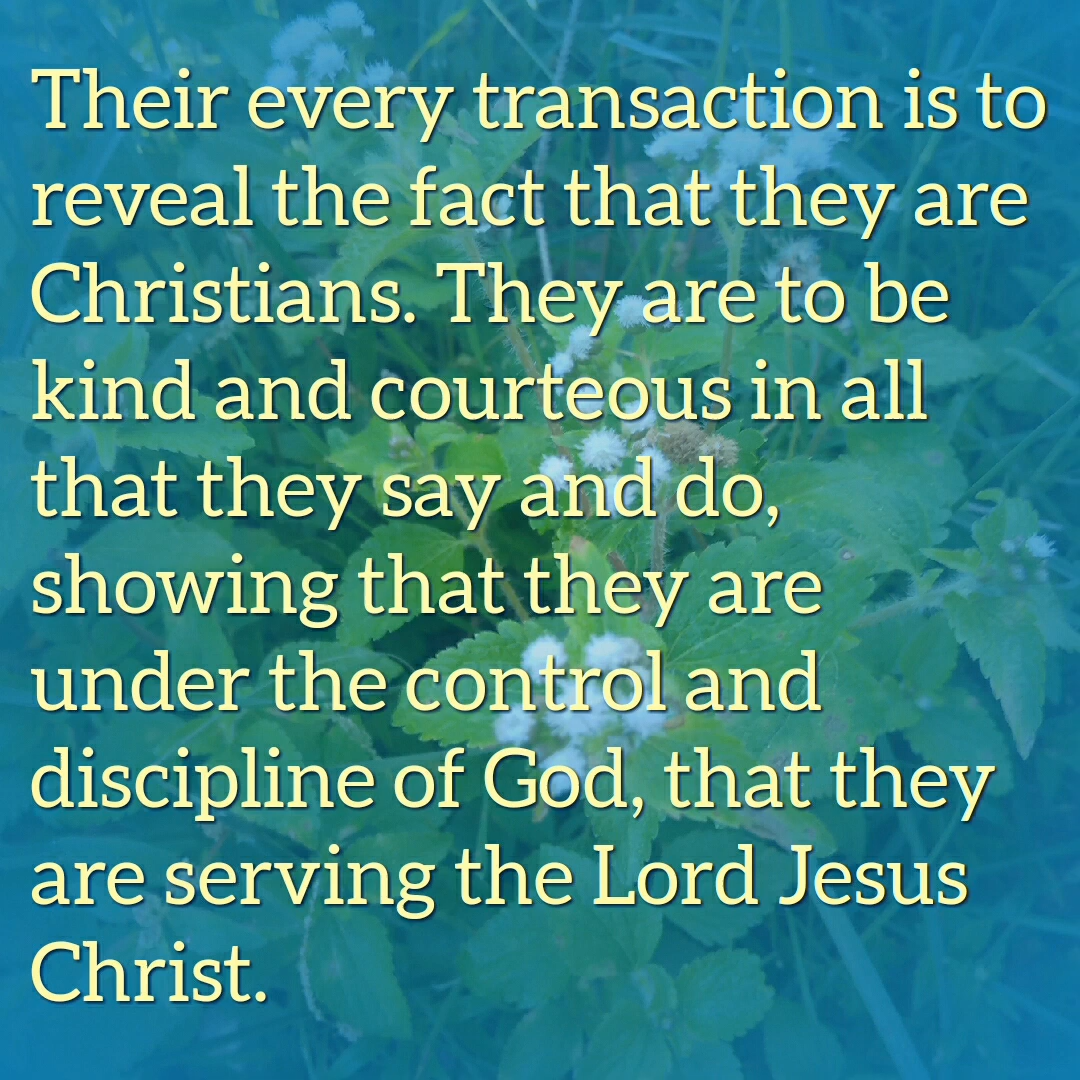 Their every transaction is to
reveal the fact that they are
Christians. They are to be
kind and courteous in all
that they say and do,
showing that they are
under the control and
discipline of God, that they
are serving the Lord Jesus
Christ.